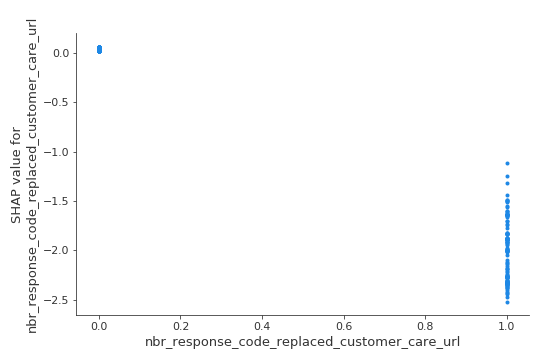 SHAP value for
nbr_response_code_replaced_customer_care_url
0.0
−0.5
−1.0
−1.5
−2.0
−2.5
0.0 0.2 0.4 0.6 0.8 1.0
nbr_response_code_replaced_customer_care_url